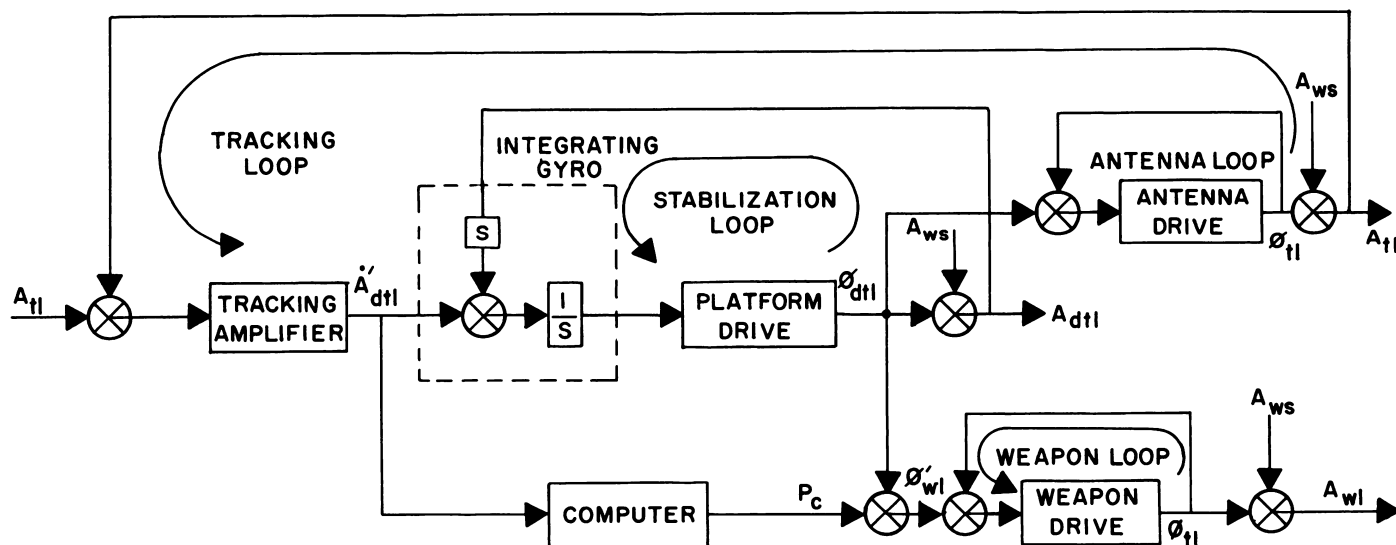 A_ws
TRACKING
LOOP
INTEGRATING
GYRO
ANTENNA LOOP
STABILIZATION
LOOP
ANTENNA
DRIVE
S
A_ws
Ø_tl
A_tl
A_tl
TRACKING
AMPLIFIER
Ȧ′_dtl
I
S
PLATFORM
DRIVE
Ø_dtl
A_dtl
A_ws
WEAPON LOOP
COMPUTER
P_c
Ø′_wl
WEAPON
DRIVE
Ø_tl
A_wl